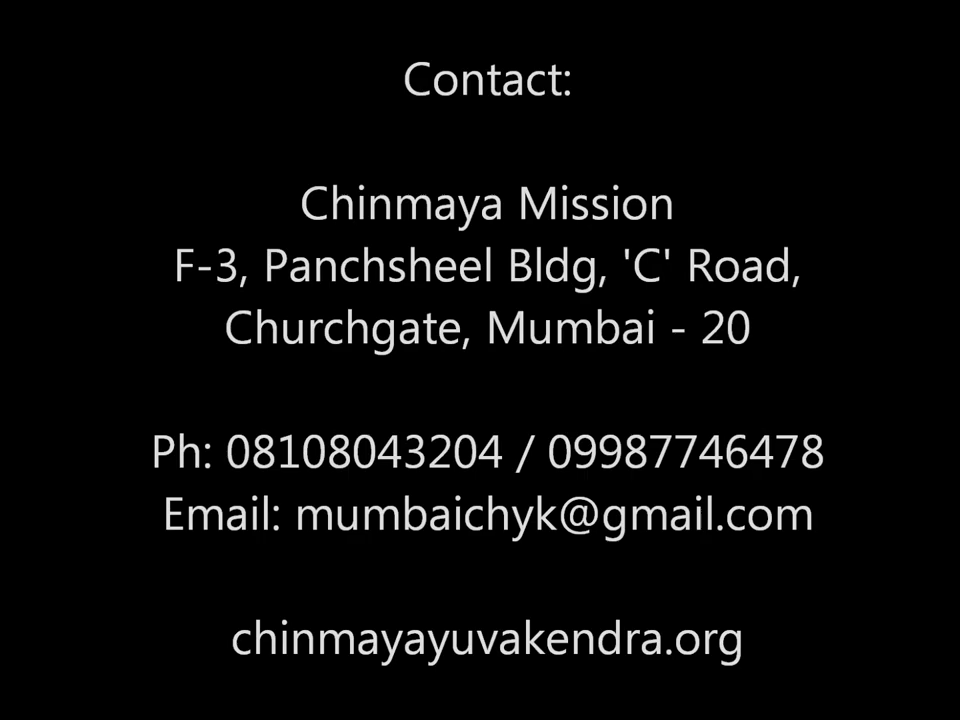 Contact:
Chinmaya Mission
F-3, Panchsheel Bldg, 'C' Road,
Churchgate, Mumbai - 20
Ph: 08108043204 / 09987746478
Email: mumbaichyk@gmail.com
chinmayayuvakendra.org